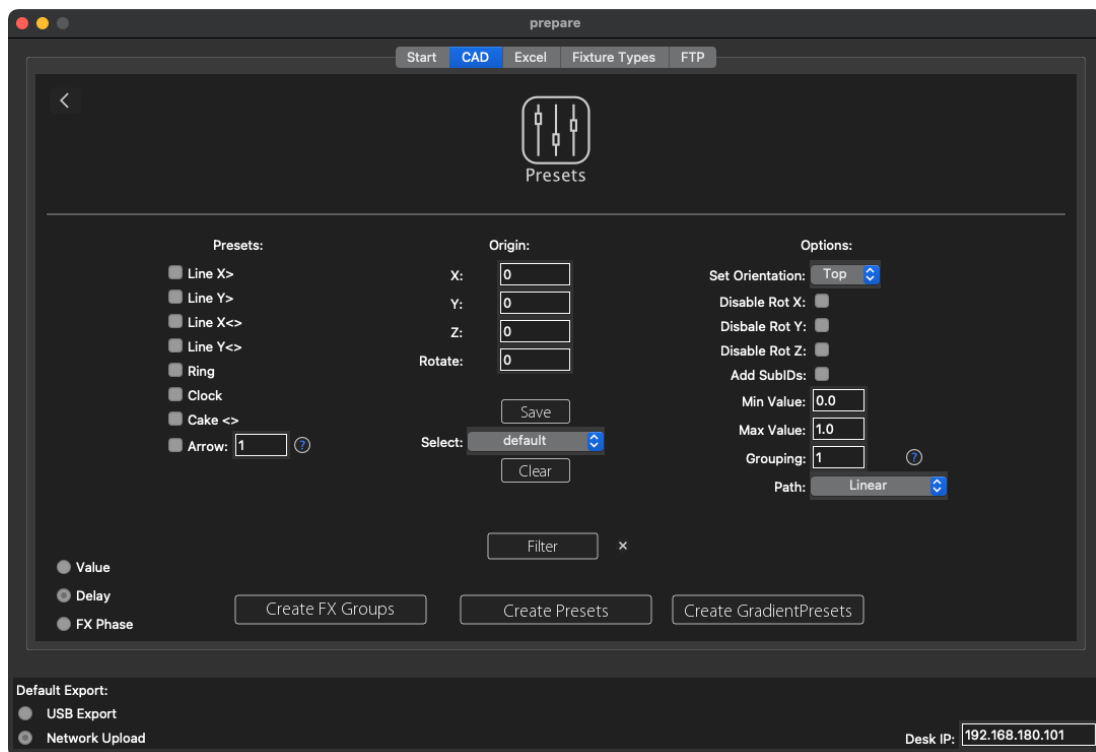 prepare
Start CAD Excel Fixture Types FTP
Presets
Presets:
Line X>
Line Y>
Line X<>
Line Y<>
Ring
Clock
Cake <>
Arrow: 1 ?
Origin:
X: 0
Y: 0
Z: 0
Rotate: 0
Save
Select: default
Clear
Options:
Set Orientation: Top
Disable Rot X:
Disbale Rot Y:
Disable Rot Z:
Add SubIDs:
Min Value: 0.0
Max Value: 1.0
Grouping: 1 ?
Path: Linear
Filter ×
Value
Delay
FX Phase
Create FX Groups
Create Presets
Create GradientPresets
Default Export:
USB Export
Network Upload
Desk IP: 192.168.180.101